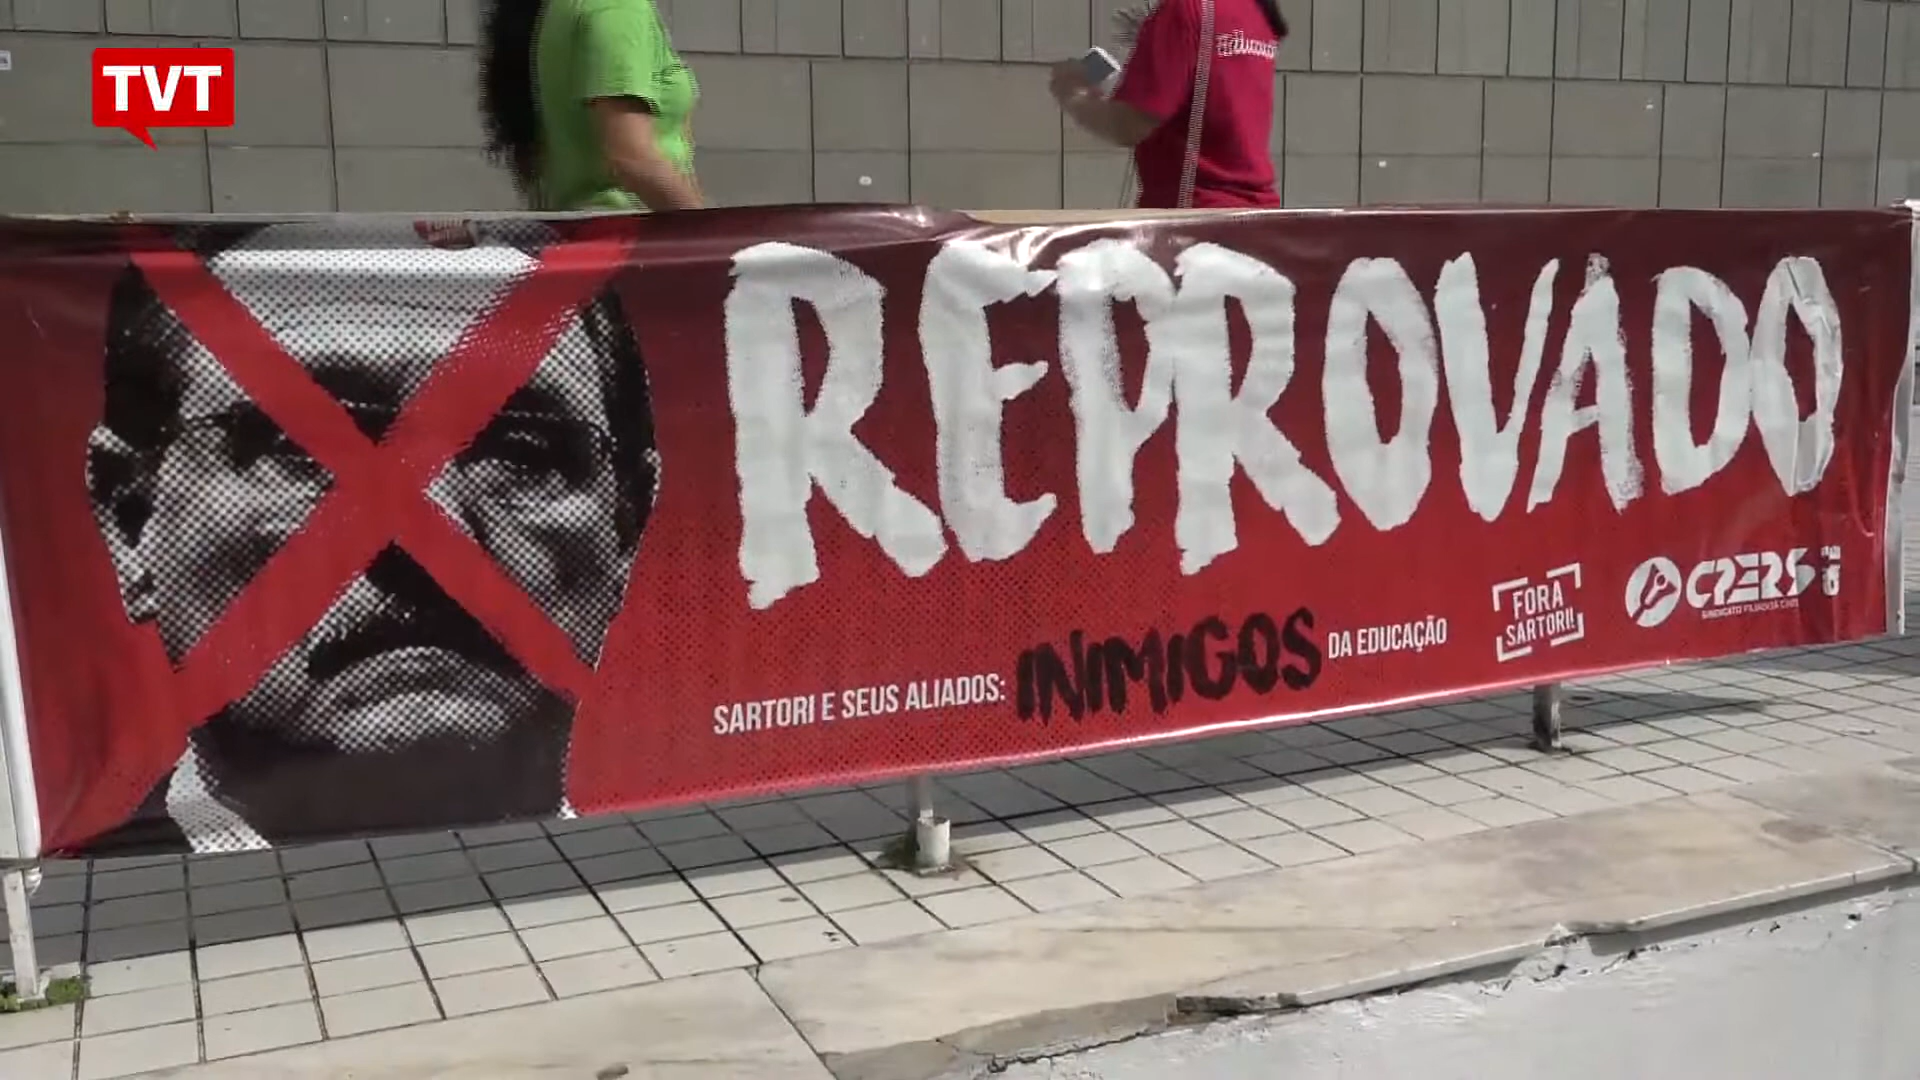 TVT
REPROVADO
SARTORI E SEUS ALIADOS: INIMIGOS DA EDUCAÇÃO
FORA
SARTORI!
CPERS